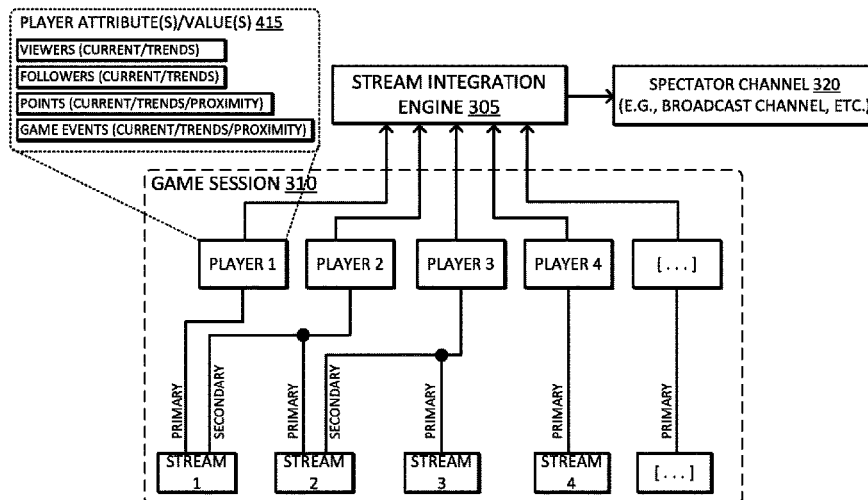 PLAYER ATTRIBUTE(S)/VALUE(S) 415
VIEWERS (CURRENT/TRENDS)
FOLLOWERS (CURRENT/TRENDS)
POINTS (CURRENT/TRENDS/PROXIMITY)
GAME EVENTS (CURRENT/TRENDS/PROXIMITY)
STREAM INTEGRATION
ENGINE 305
SPECTATOR CHANNEL 320
(E.G., BROADCAST CHANNEL, ETC.)
GAME SESSION 310
PLAYER 1
PLAYER 2
PLAYER 3
PLAYER 4
[...]
PRIMARY
SECONDARY
PRIMARY
SECONDARY
PRIMARY
PRIMARY
PRIMARY
STREAM
1
STREAM
2
STREAM
3
STREAM
4
[...]